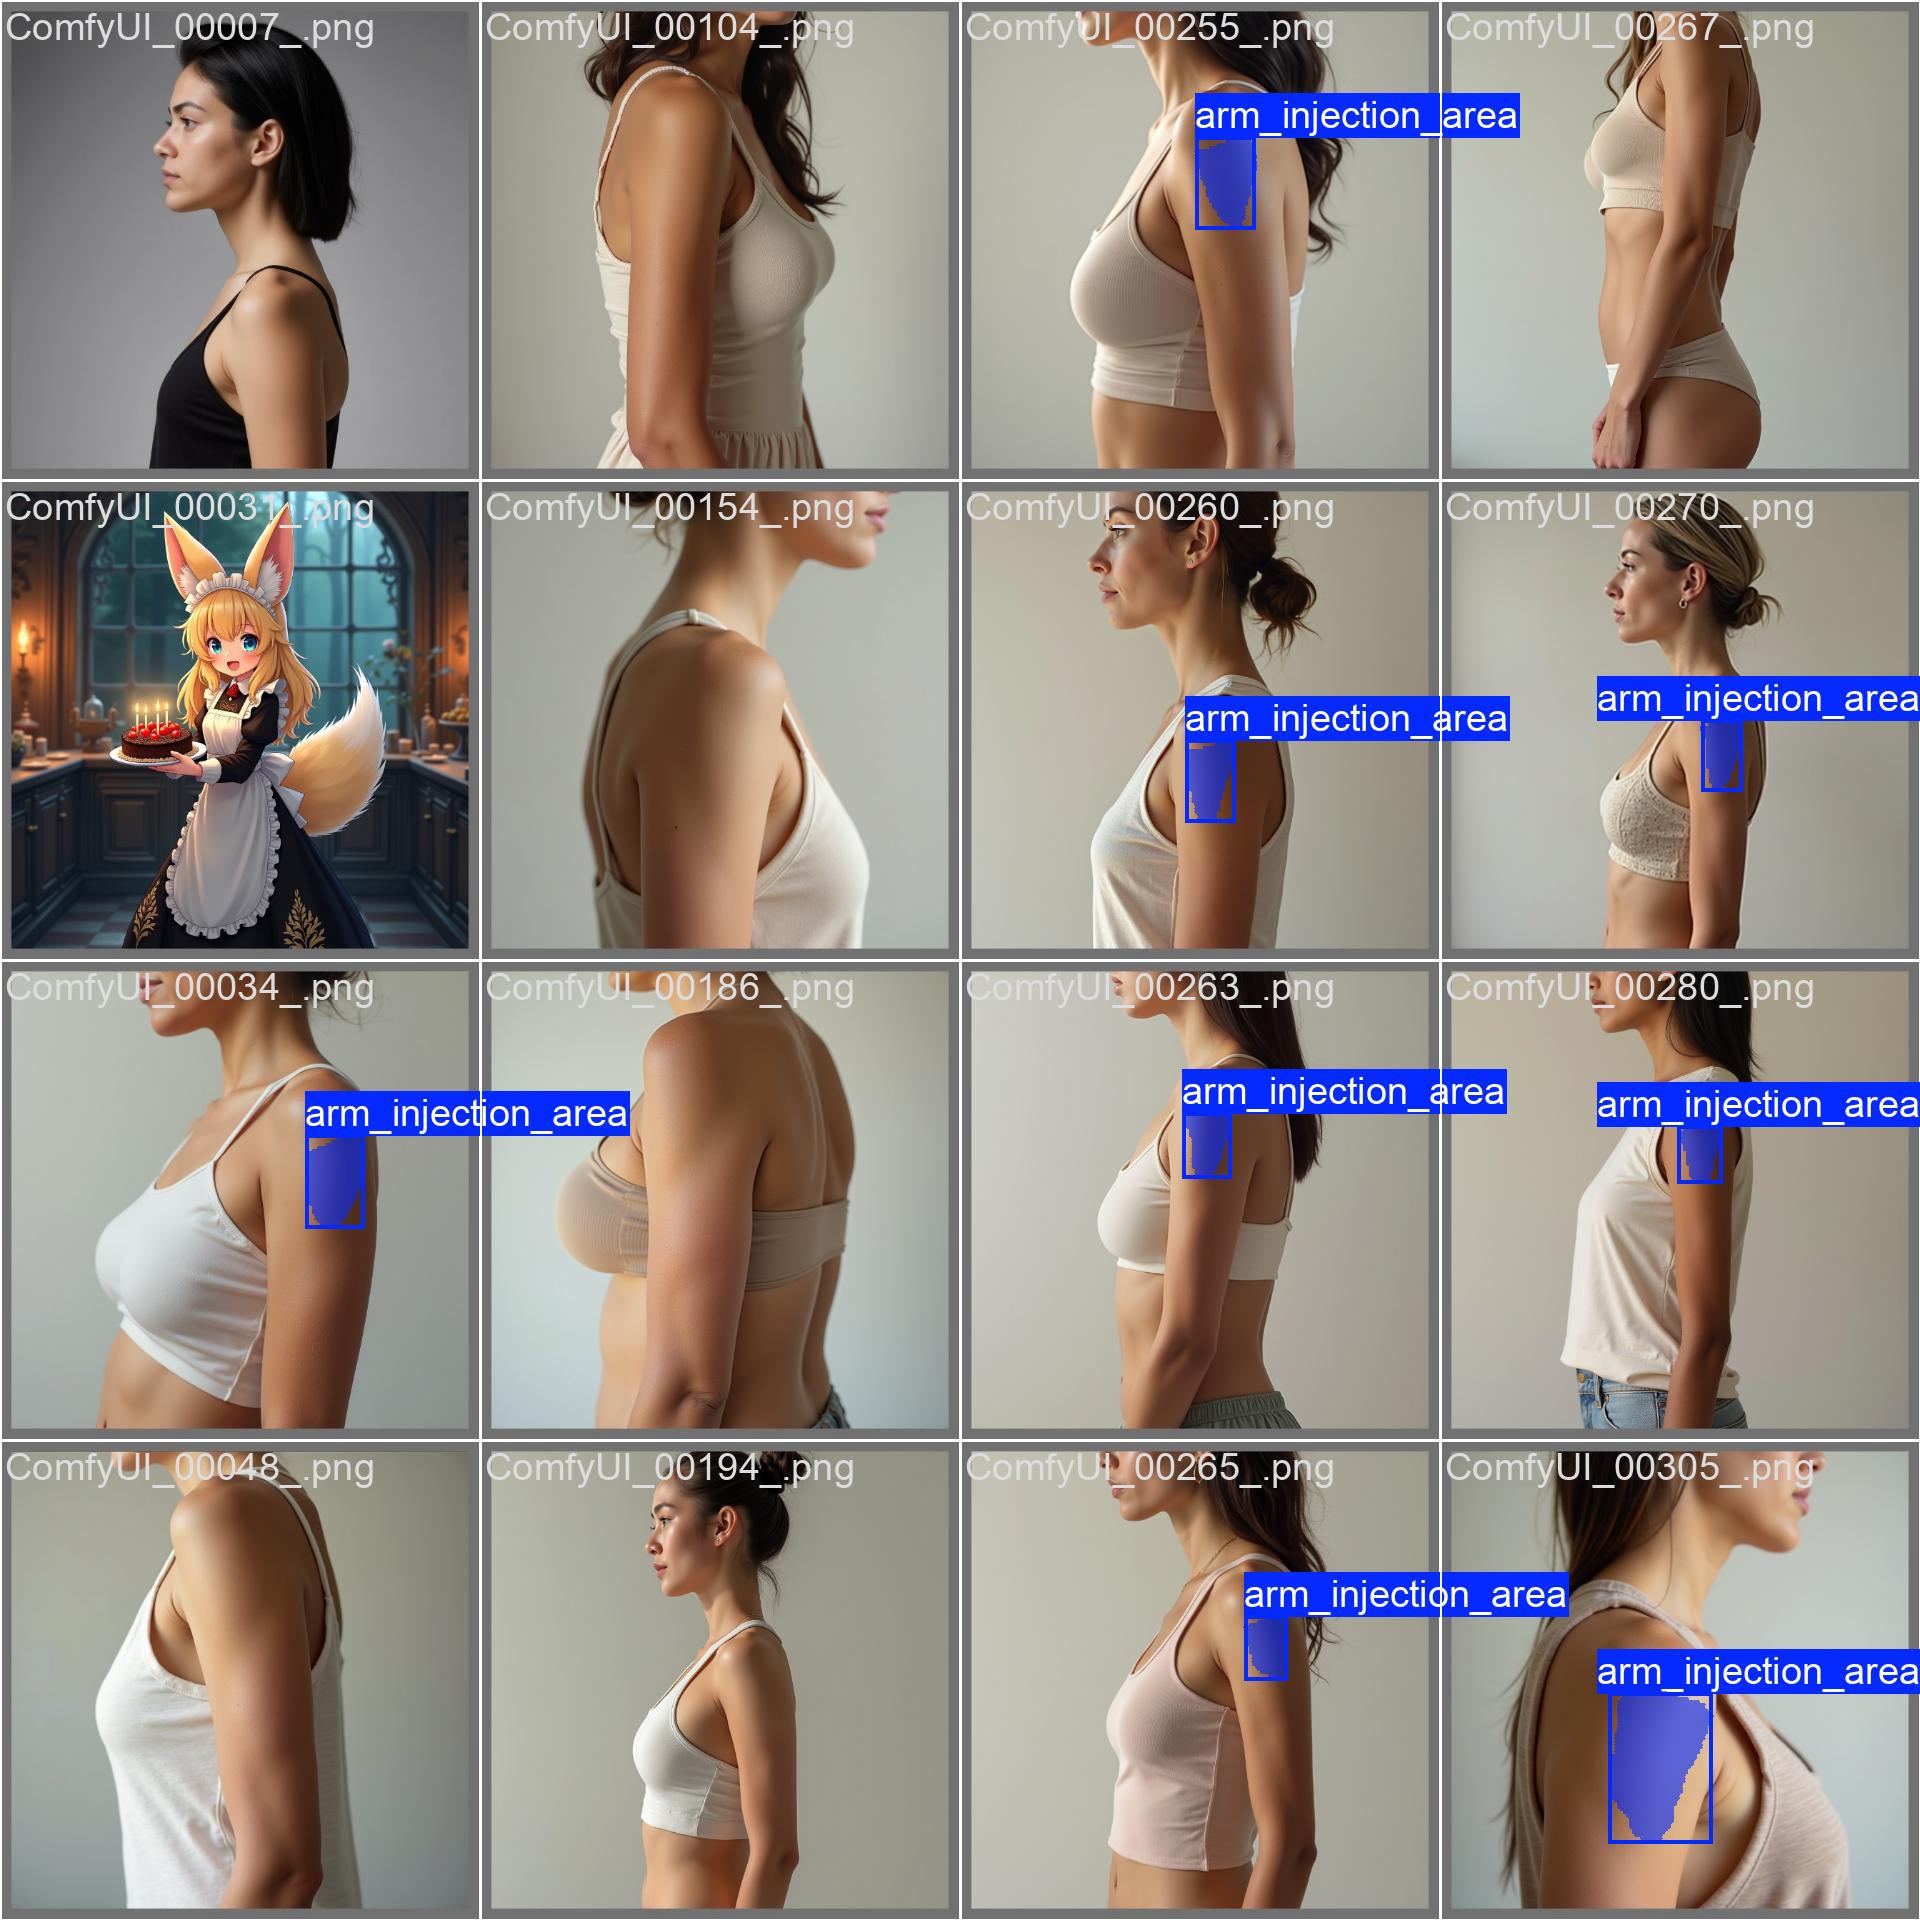 ComfyUI_00007_.png
ComfyUI_00104_.png
ComfyUI_00255_.png
ComfyUI_00267_.png
arm_injection_area
ComfyUI_00031_.png
ComfyUI_00154_.png
ComfyUI_00260_.png
ComfyUI_00270_.png
arm_injection_area
arm_injection_area
ComfyUI_00034_.png
ComfyUI_00186_.png
ComfyUI_00263_.png
ComfyUI_00280_.png
arm_injection_area
arm_injection_area
arm_injection_area
ComfyUI_00048_.png
ComfyUI_00194_.png
ComfyUI_00265_.png
ComfyUI_00305_.png
arm_injection_area
arm_injection_area